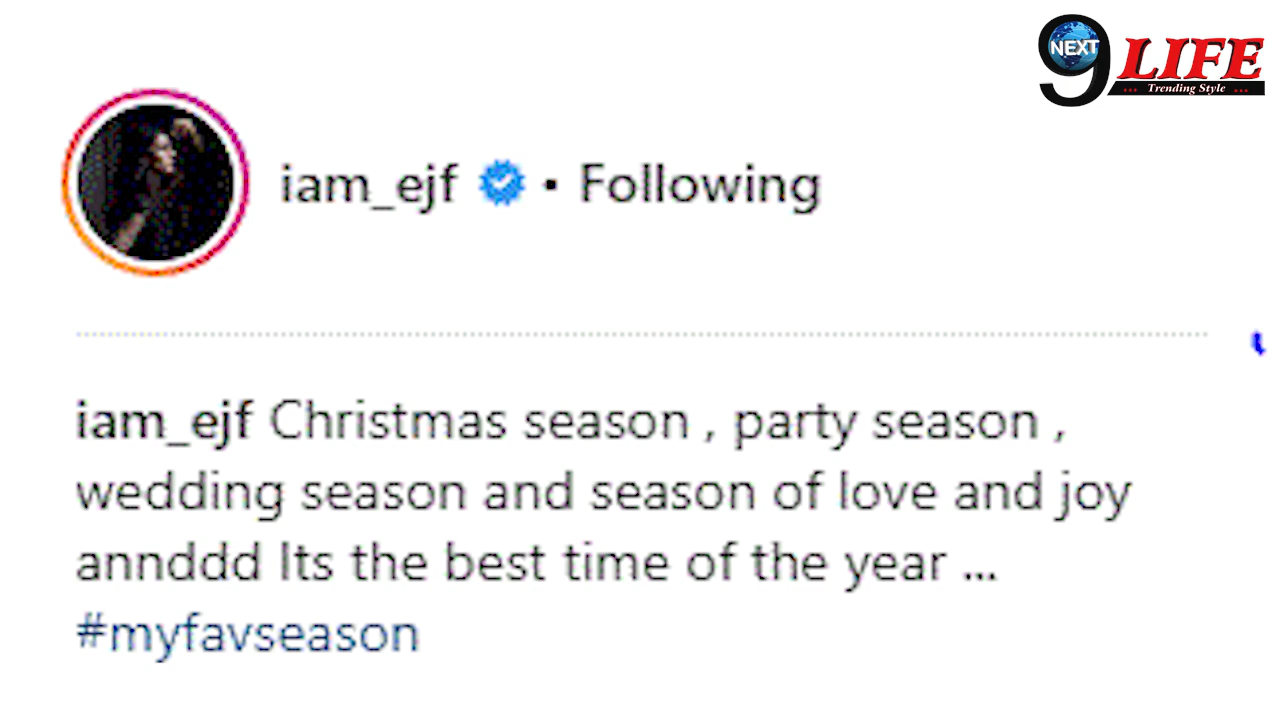 9 NEXT LIFE
... Trending Style ...
iam_ejf • Following
iam_ejf Christmas season , party season ,
wedding season and season of love and joy
annddd Its the best time of the year ...
#myfavseason